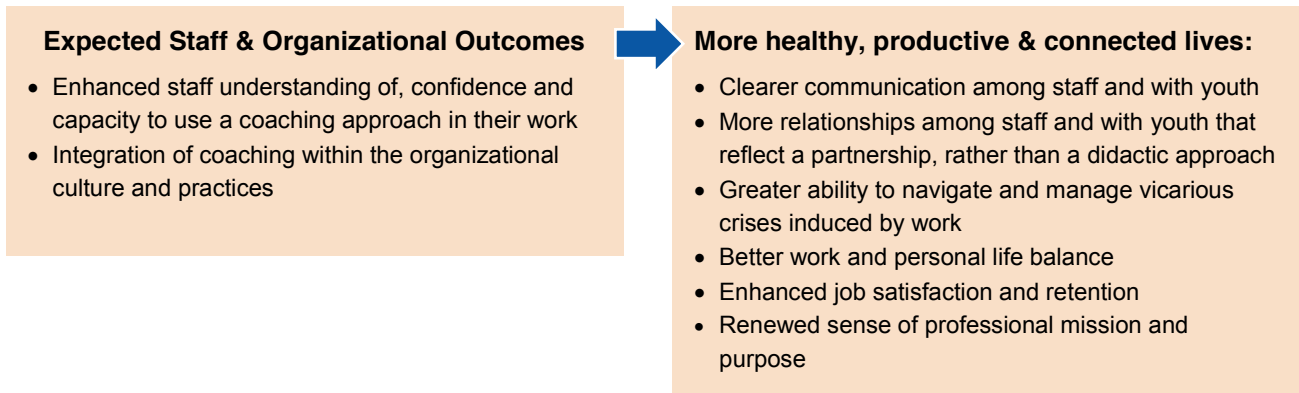 Expected Staff & Organizational Outcomes
• Enhanced staff understanding of, confidence and
capacity to use a coaching approach in their work
• Integration of coaching within the organizational
culture and practices
More healthy, productive & connected lives:
• Clearer communication among staff and with youth
• More relationships among staff and with youth that
reflect a partnership, rather than a didactic approach
• Greater ability to navigate and manage vicarious
crises induced by work
• Better work and personal life balance
• Enhanced job satisfaction and retention
• Renewed sense of professional mission and
purpose